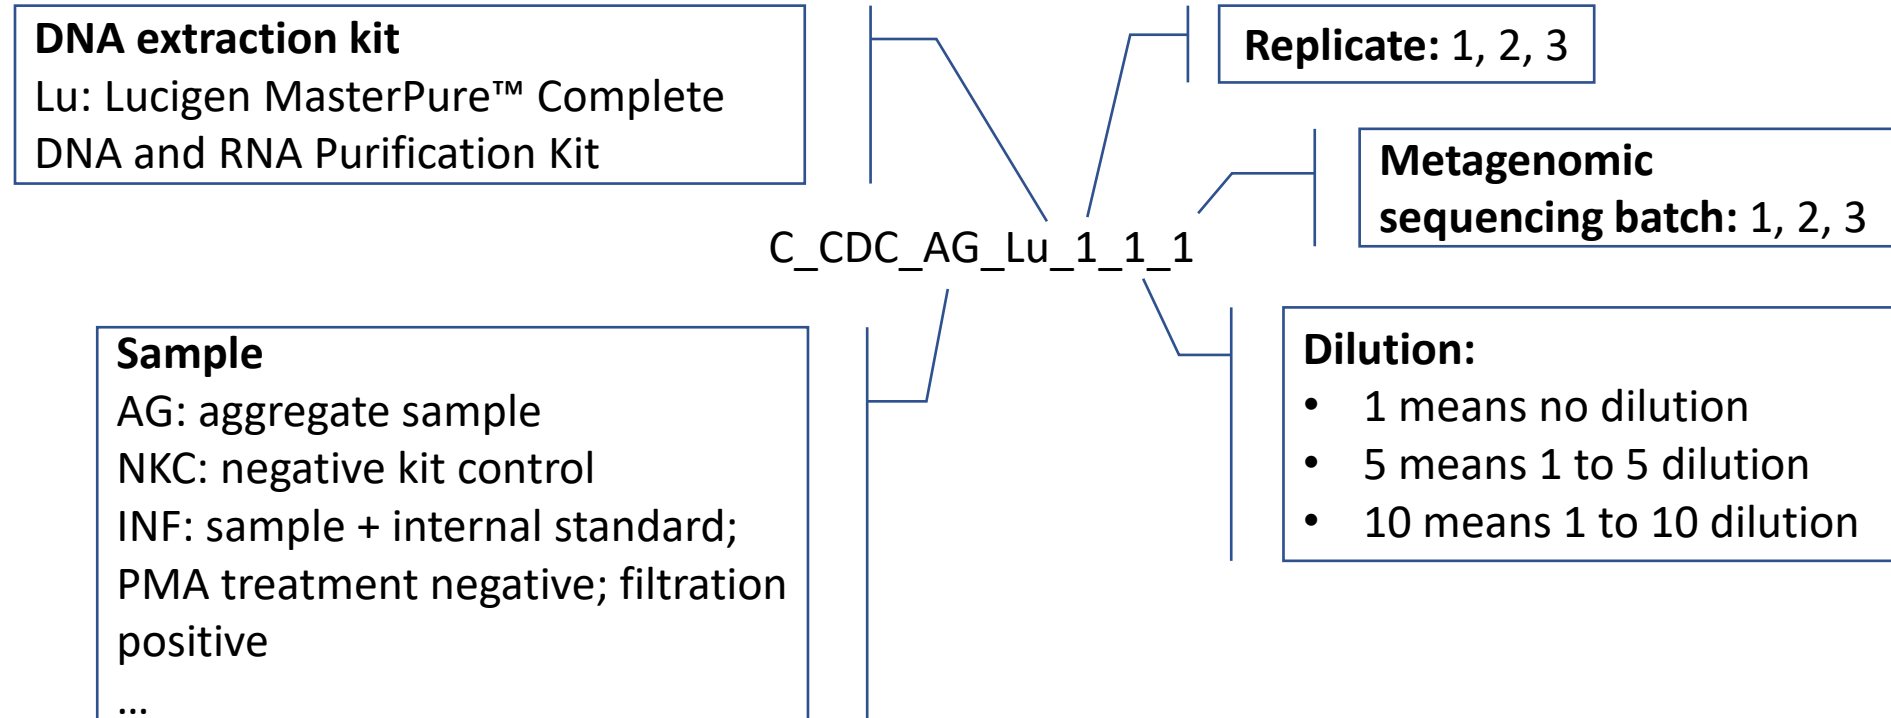 DNA extraction kit
Lu: Lucigen MasterPure™ Complete
DNA and RNA Purification Kit
Replicate: 1, 2, 3
Metagenomic
sequencing batch: 1, 2, 3
C_CDC_AG_Lu_1_1_1
Sample
AG: aggregate sample
NKC: negative kit control
INF: sample + internal standard;
PMA treatment negative; filtration
positive
...
Dilution:
• 1 means no dilution
• 5 means 1 to 5 dilution
• 10 means 1 to 10 dilution